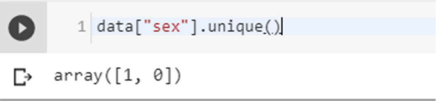 1 data["sex"].unique()
array([1, 0])